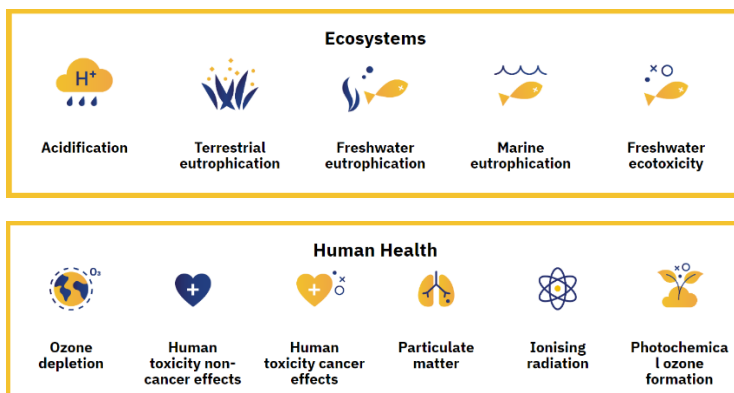 Ecosystems
H+
Acidification
Terrestrial
eutrophication
Freshwater
eutrophication
Marine
eutrophication
Freshwater
ecotoxicity
Human Health
O₃
Ozone
depletion
Human
toxicity non-
cancer effects
Human
toxicity cancer
effects
Particulate
matter
Ionising
radiation
Photochemica
l ozone
formation